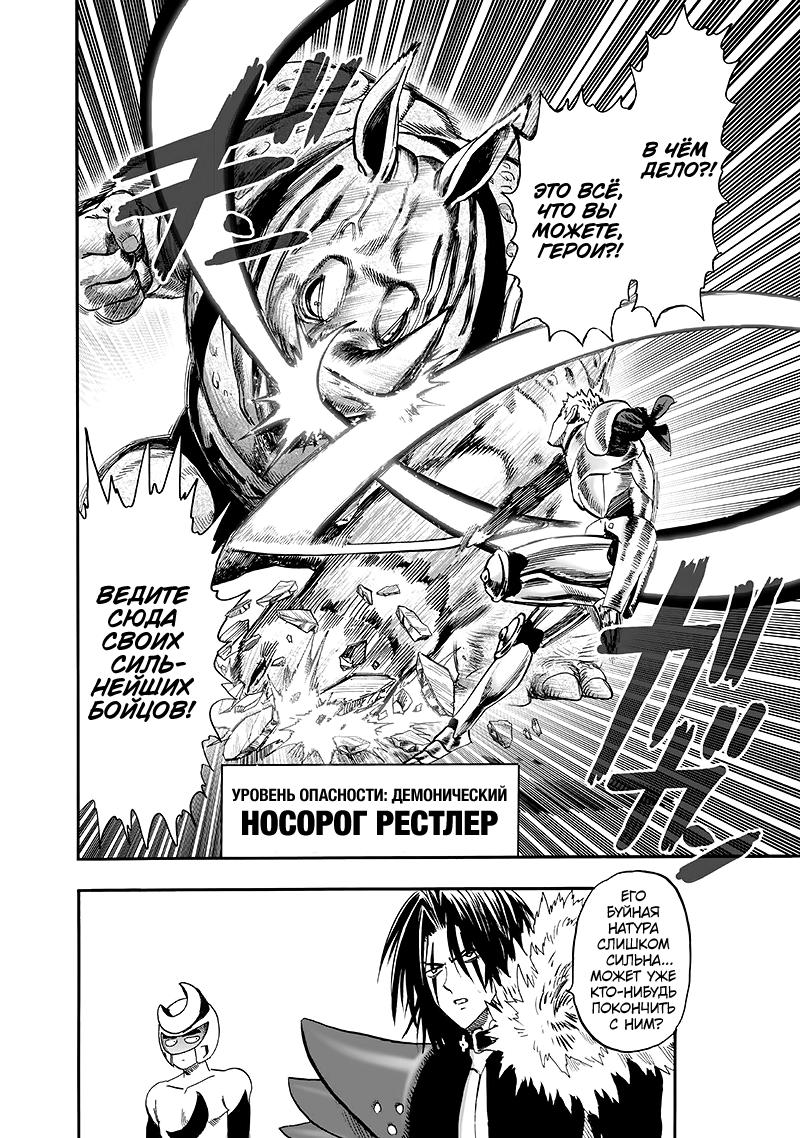 В ЧЁМ
ДЕЛО?!
ЭТО ВСЁ,
ЧТО ВЫ
МОЖЕТЕ,
ГЕРОИ?!
ВЕДИТЕ
СЮДА
СВОИХ
СИЛЬ-
НЕЙШИХ
БОЙЦОВ!
УРОВЕНЬ ОПАСНОСТИ: ДЕМОНИЧЕСКИЙ
НОСОРОГ РЕСТЛЕР
ЕГО
БУЙНАЯ
НАТУРА
СЛИШКОМ
СИЛЬНА...
МОЖЕТ УЖЕ
КТО-НИБУДЬ
ПОКОНЧИТЬ
С НИМ?